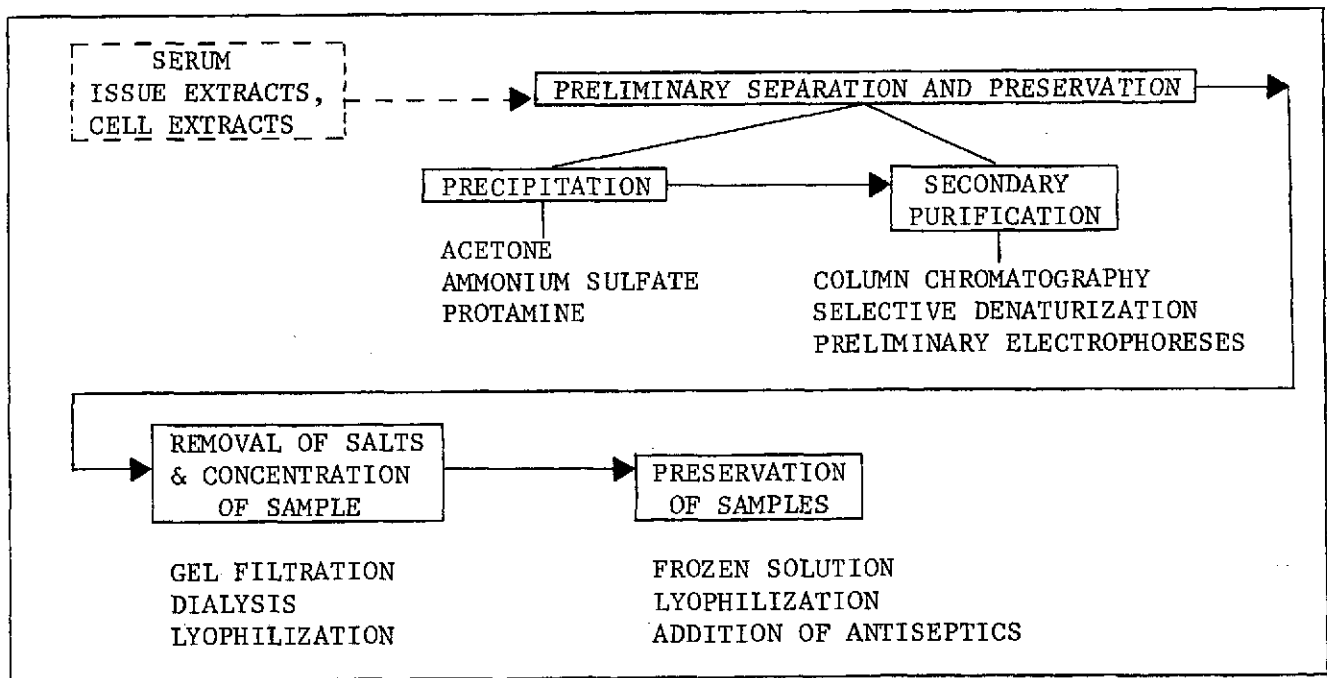 SERUM
ISSUE EXTRACTS,
CELL EXTRACTS
PRELIMINARY SEPARATION AND PRESERVATION
PRECIPITATION
ACETONE
AMMONIUM SULFATE
PROTAMINE
SECONDARY
PURIFICATION
COLUMN CHROMATOGRAPHY
SELECTIVE DENATURIZATION
PRELIMINARY ELECTROPHORESES
REMOVAL OF SALTS
& CONCENTRATION
OF SAMPLE
GEL FILTRATION
DIALYSIS
LYOPHILIZATION
PRESERVATION
OF SAMPLES
FROZEN SOLUTION
LYOPHILIZATION
ADDITION OF ANTISEPTICS